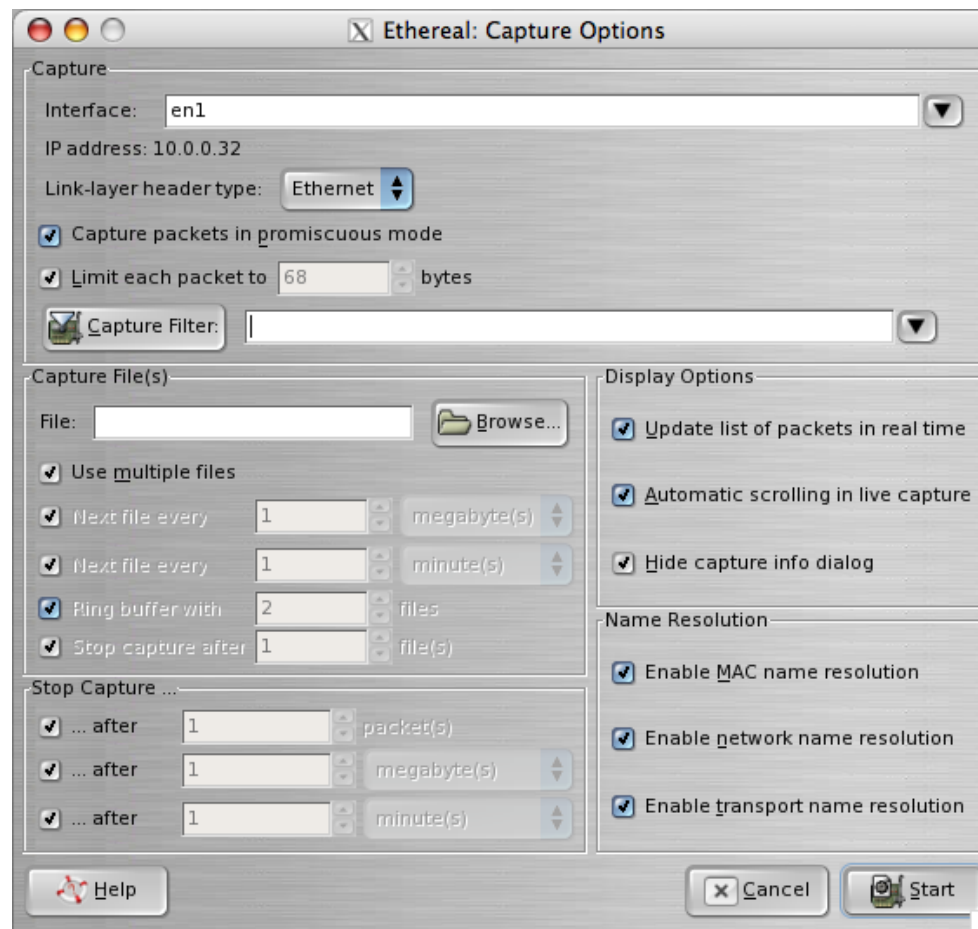 Ethereal: Capture Options
Capture
Interface: en1
IP address: 10.0.0.32
Link-layer header type: Ethernet
Capture packets in promiscuous mode
Limit each packet to 68 bytes
Capture Filter:
Capture File(s)
File: Browse...
Use multiple files
Next file every 1 megabyte(s)
Next file every 1 minute(s)
Ring buffer with 2 files
Stop capture after 1 file(s)
Stop Capture ...
... after 1 packet(s)
... after 1 megabyte(s)
... after 1 minute(s)
Display Options
Update list of packets in real time
Automatic scrolling in live capture
Hide capture info dialog
Name Resolution
Enable MAC name resolution
Enable network name resolution
Enable transport name resolution
Help Cancel Start